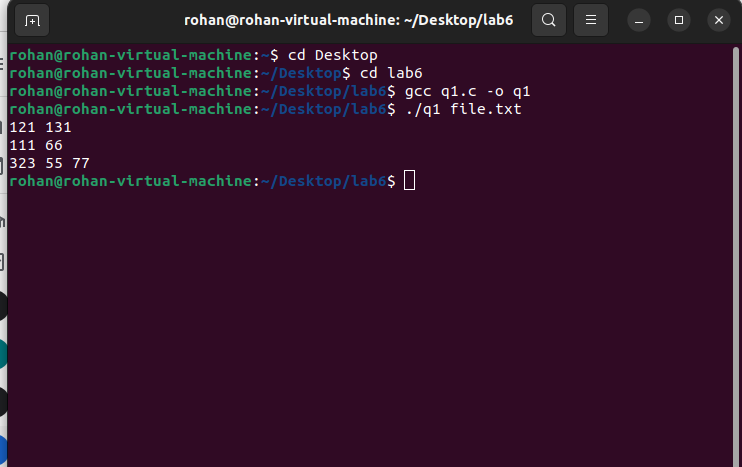 rohan@rohan-virtual-machine: ~/Desktop/lab6
rohan@rohan-virtual-machine:~$ cd Desktop
rohan@rohan-virtual-machine:~/Desktop$ cd lab6
rohan@rohan-virtual-machine:~/Desktop/lab6$ gcc q1.c -o q1
rohan@rohan-virtual-machine:~/Desktop/lab6$ ./q1 file.txt
121 131
111 66
323 55 77
rohan@rohan-virtual-machine:~/Desktop/lab6$